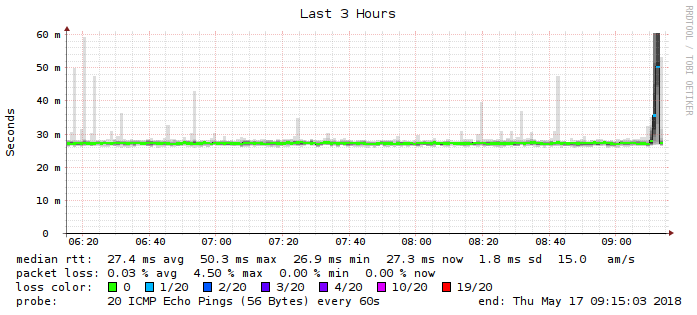 Last 3 Hours
RRDTOOL / TOBI OETIKER
Seconds
60 m
50 m
40 m
30 m
20 m
10 m
0
06:20 06:40 07:00 07:20 07:40 08:00 08:20 08:40 09:00
median rtt: 27.4 ms avg 50.3 ms max 26.9 ms min 27.3 ms now 1.8 ms sd 15.0 am/s
packet loss: 0.03 % avg 4.50 % max 0.00 % min 0.00 % now
loss color: 0 1/20 2/20 3/20 4/20 10/20 19/20
probe: 20 ICMP Echo Pings (56 Bytes) every 60s end: Thu May 17 09:15:03 2018